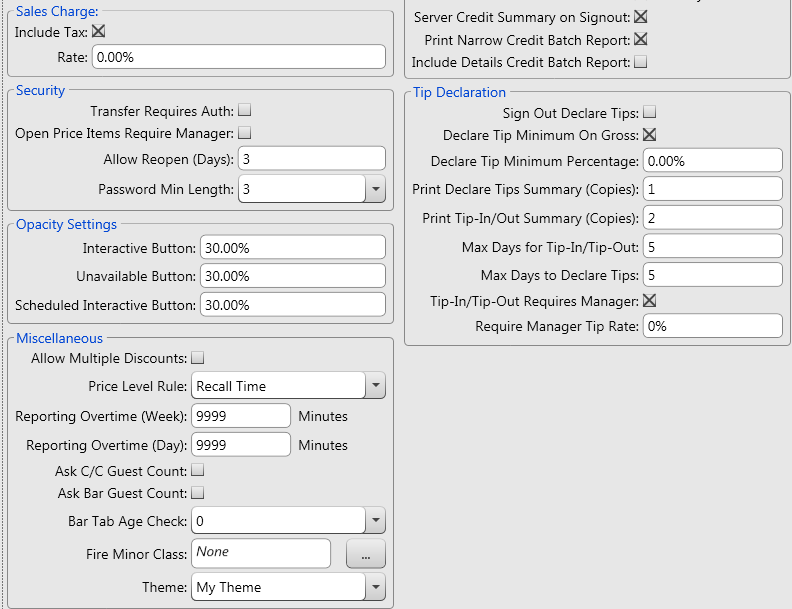 Sales Charge:
Include Tax:
Rate: 0.00%
Security
Transfer Requires Auth:
Open Price Items Require Manager:
Allow Reopen (Days): 3
Password Min Length: 3
Opacity Settings
Interactive Button: 30.00%
Unavailable Button: 30.00%
Scheduled Interactive Button: 30.00%
Miscellaneous
Allow Multiple Discounts:
Price Level Rule: Recall Time
Reporting Overtime (Week): 9999 Minutes
Reporting Overtime (Day): 9999 Minutes
Ask C/C Guest Count:
Ask Bar Guest Count:
Bar Tab Age Check: 0
Fire Minor Class: None ...
Theme: My Theme
Server Credit Summary on Signout:
Print Narrow Credit Batch Report:
Include Details Credit Batch Report:
Tip Declaration
Sign Out Declare Tips:
Declare Tip Minimum On Gross:
Declare Tip Minimum Percentage: 0.00%
Print Declare Tips Summary (Copies): 1
Print Tip-In/Out Summary (Copies): 2
Max Days for Tip-In/Tip-Out: 5
Max Days to Declare Tips: 5
Tip-In/Tip-Out Requires Manager:
Require Manager Tip Rate: 0%